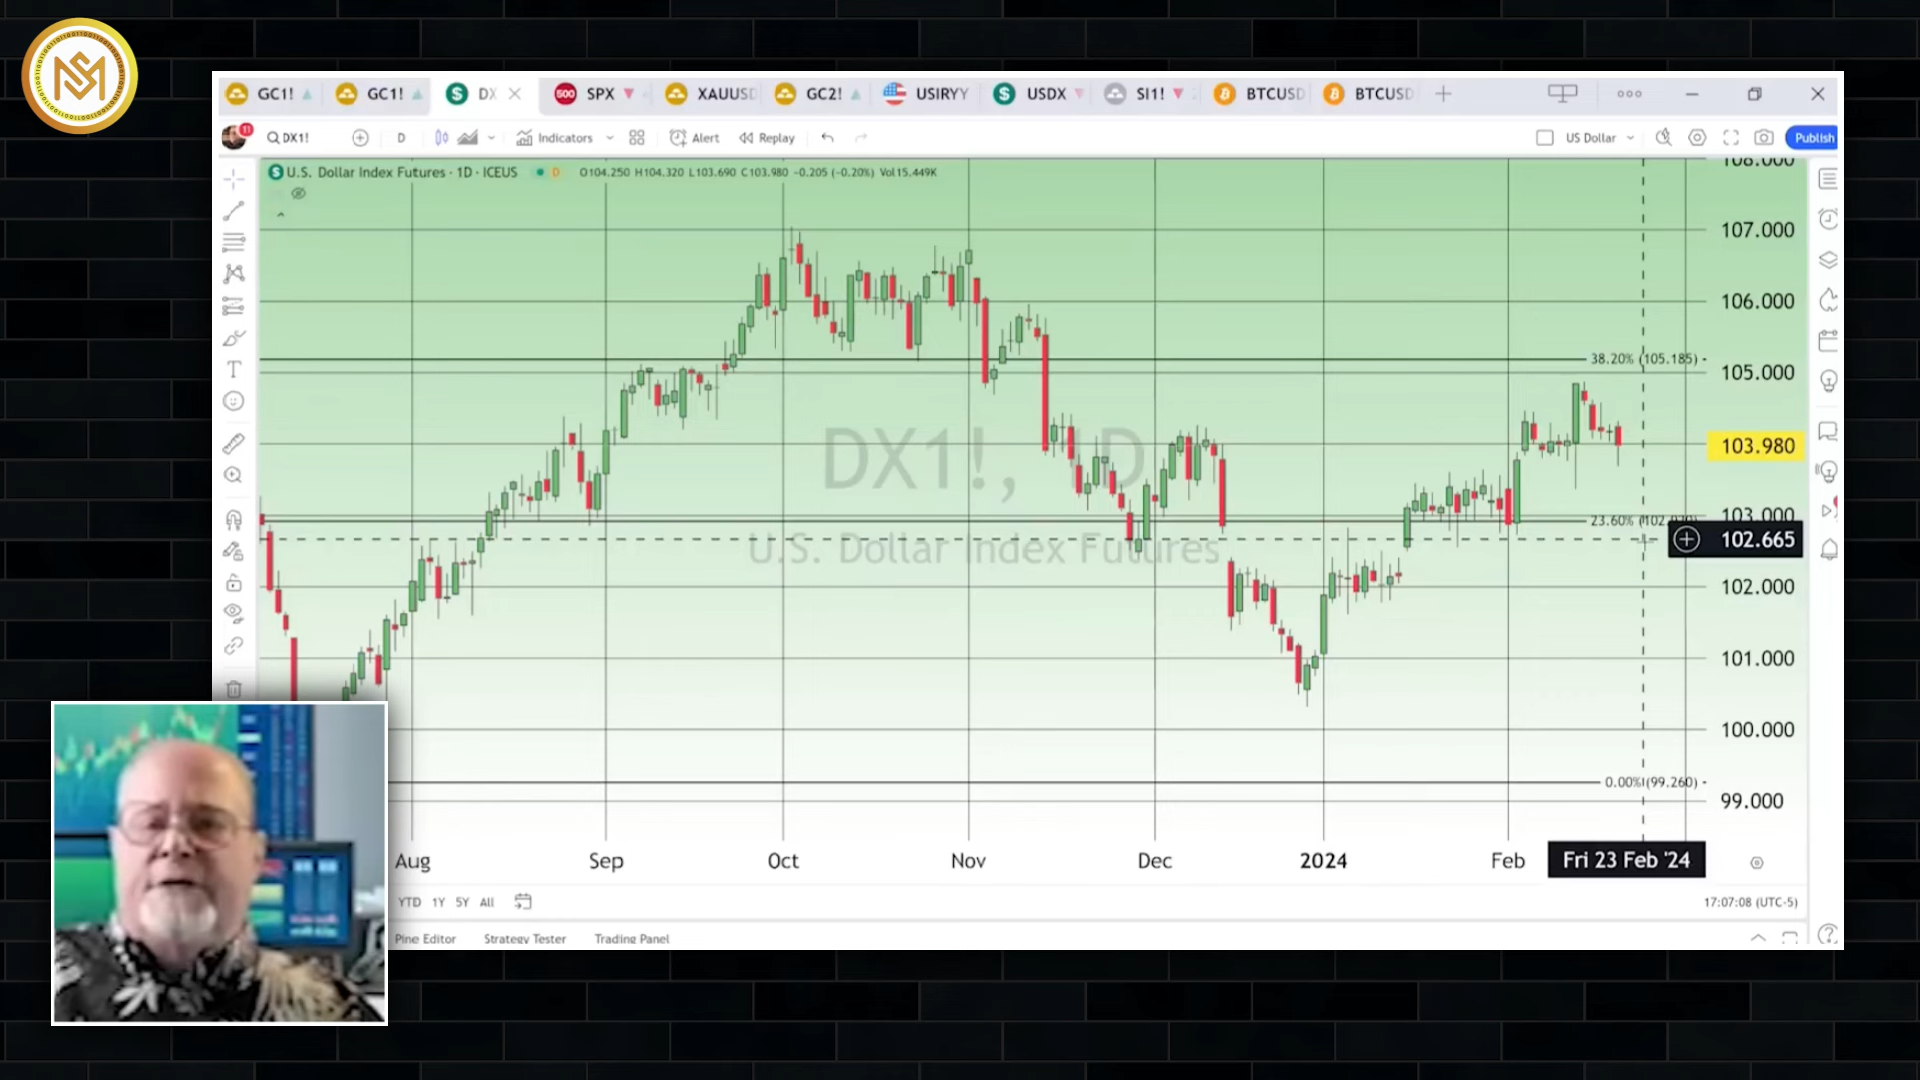 GC1! GC1! DX SPX XAUUSD GC2! USIRYY USDX SI1! BTCUSD BTCUSD
11 DX1! D Indicators Alert Replay US Dollar Publish
U.S. Dollar Index Futures · 1D · ICEUS D O104.250 H104.320 L103.690 C103.980 -0.205 (-0.20%) Vol15.449K
108.000
107.000
106.000
38.20% (105.185)
105.000
DX1!, 1D
103.980
103.000
23.60%
U.S. Dollar Index Futures
102.665
102.000
101.000
100.000
0.00% (99.260)
99.000
Aug Sep Oct Nov Dec 2024 Feb Fri 23 Feb '24
YTD 1Y 5Y All 17:07:08 (UTC-5)
Pine Editor Strategy Tester Trading Panel